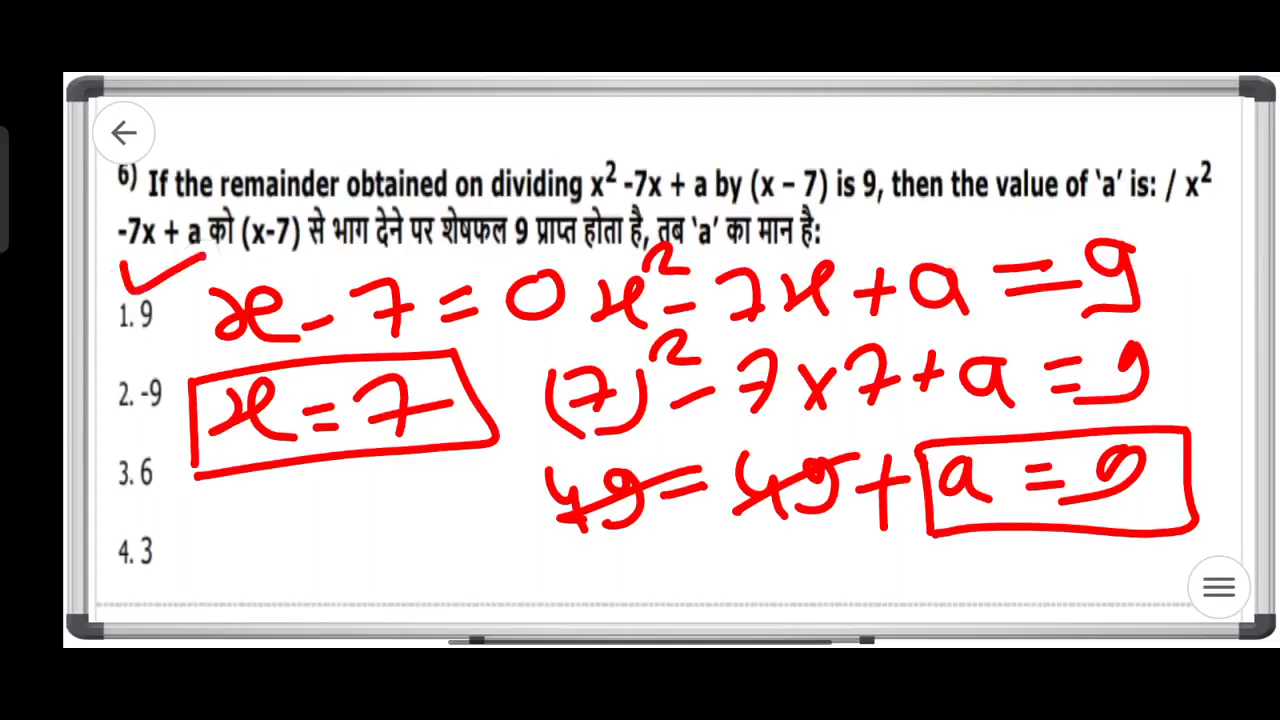 6) If the remainder obtained on dividing x² -7x + a by (x – 7) is 9, then the value of ‘a’ is: / x²
-7x + a को (x-7) से भाग देने पर शेषफल 9 प्राप्त होता है, तब ‘a’ का मान है:
1. 9
x - 7 = 0
x² - 7x + a = 9
2. -9
x = 7
(7)² - 7 x 7 + a = 9
3. 6
49 = 49 + a = 9
4. 3